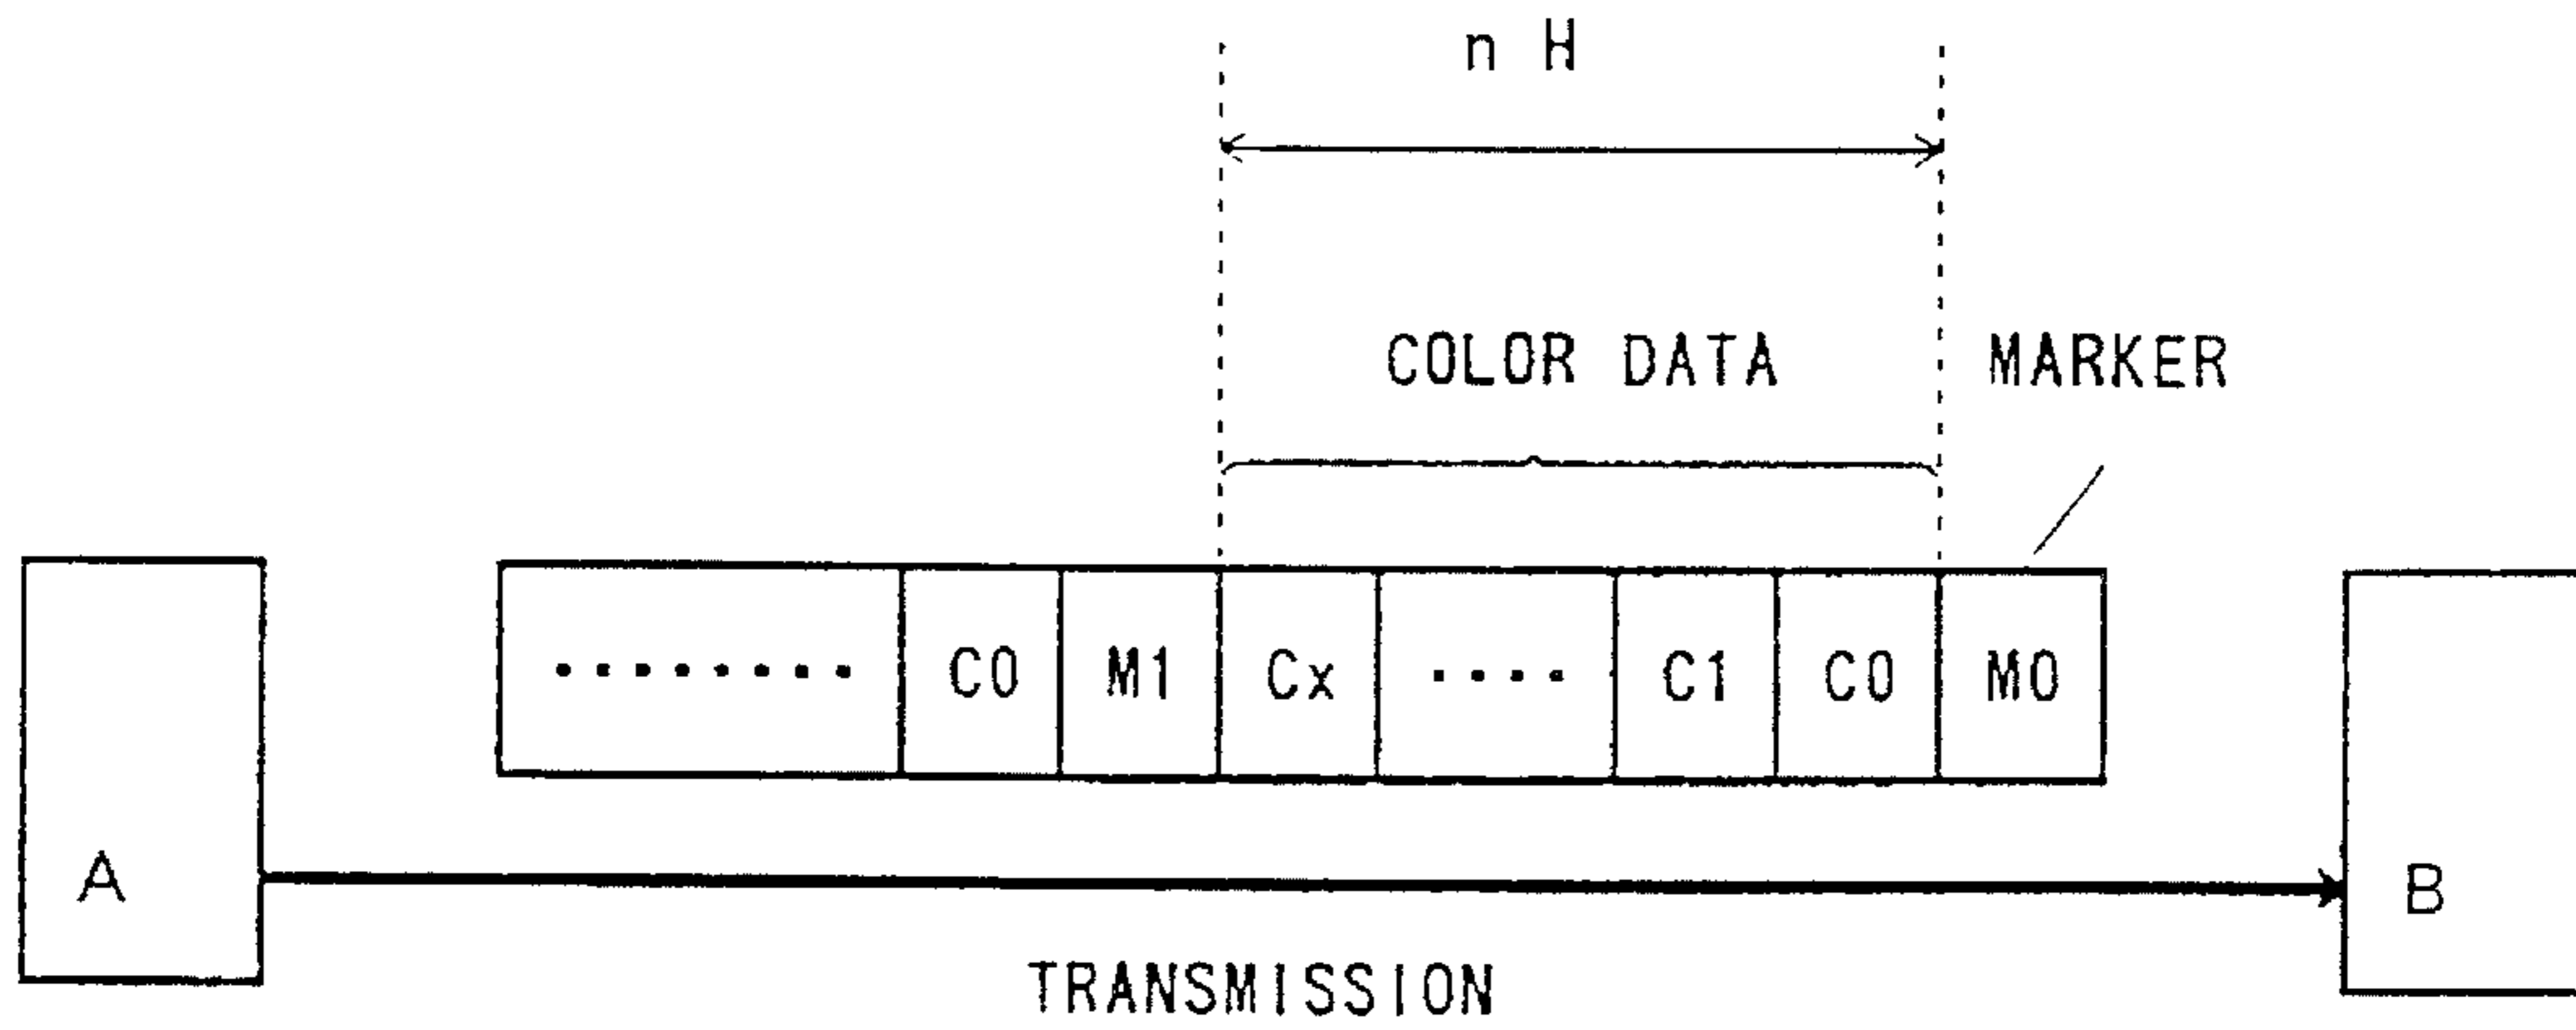 n H
COLOR DATA MARKER
........ C0 M1 Cx .... C1 C0 M0
A B
TRANSMISSION